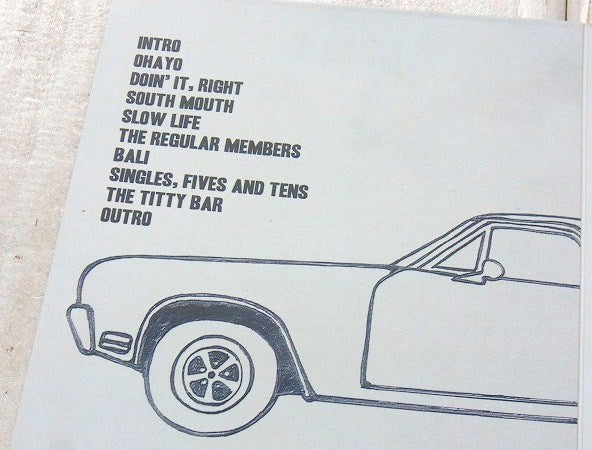 INTRO
OHAYO
DOIN' IT, RIGHT
SOUTH MOUTH
SLOW LIFE
THE REGULAR MEMBERS
BALI
SINGLES, FIVES AND TENS
THE TITTY BAR
OUTRO